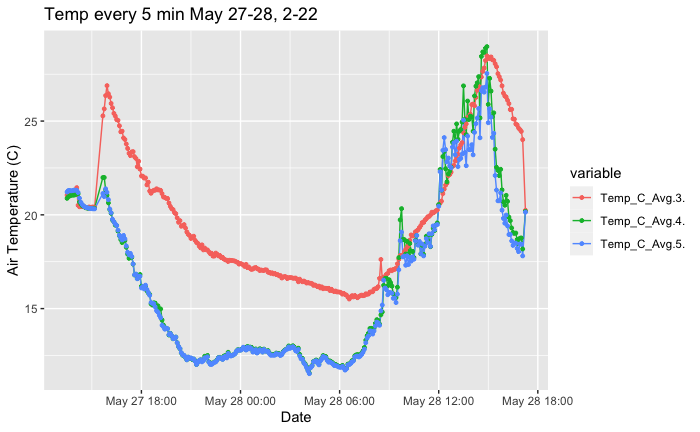 Temp every 5 min May 27-28, 2-22
Air Temperature (C)
25
20
15
May 27 18:00
May 28 00:00
May 28 06:00
May 28 12:00
May 28 18:00
Date
variable
Temp_C_Avg.3.
Temp_C_Avg.4.
Temp_C_Avg.5.